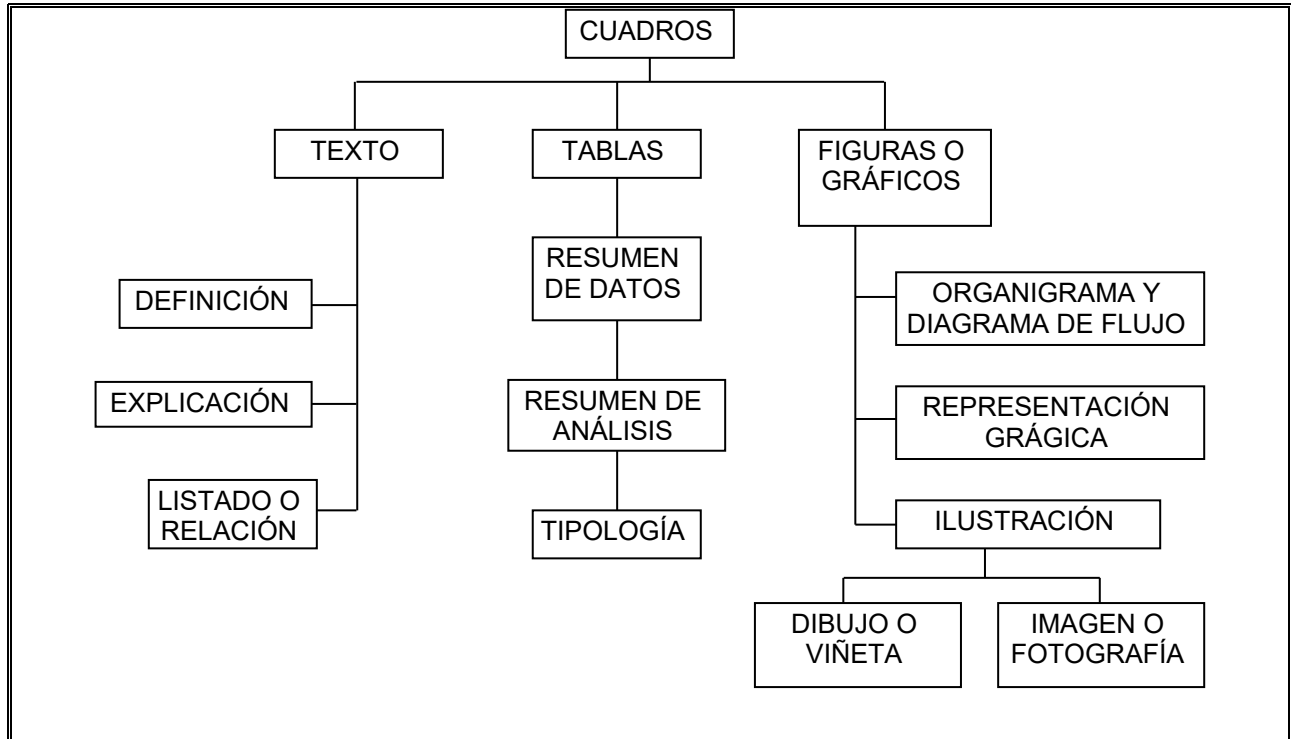 CUADROS
TEXTO
TABLAS
FIGURAS O
GRÁFICOS
DEFINICIÓN
EXPLICACIÓN
LISTADO O
RELACIÓN
RESUMEN
DE DATOS
RESUMEN DE
ANÁLISIS
TIPOLOGÍA
ORGANIGRAMA Y
DIAGRAMA DE FLUJO
REPRESENTACIÓN
GRÁGICA
ILUSTRACIÓN
DIBUJO O
VIÑETA
IMAGEN O
FOTOGRAFÍA